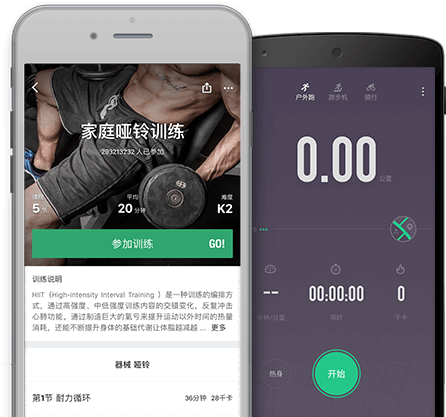 家庭哑铃训练
293213232 人已参加
课程 平均 难度
5节 20分钟 K2
参加训练 GO!
训练说明
HIIT（High-intensity Interval Training ）是一种训练的编排方
式，通过高强度、中低强度训练内容的交错变化，反复冲击
心肺功能，通过制造巨大的氧亏来提升运动以外时间的热量
消耗，还能不断提升身体的基础代谢让体脂越减越 ... 更多
器械 哑铃
第1节 耐力循环 36分钟 28千卡
户外跑 跑步机 骑行
0.00 公里
-- 00:00:00 0
分钟/公里 用时 千卡
热身 开始